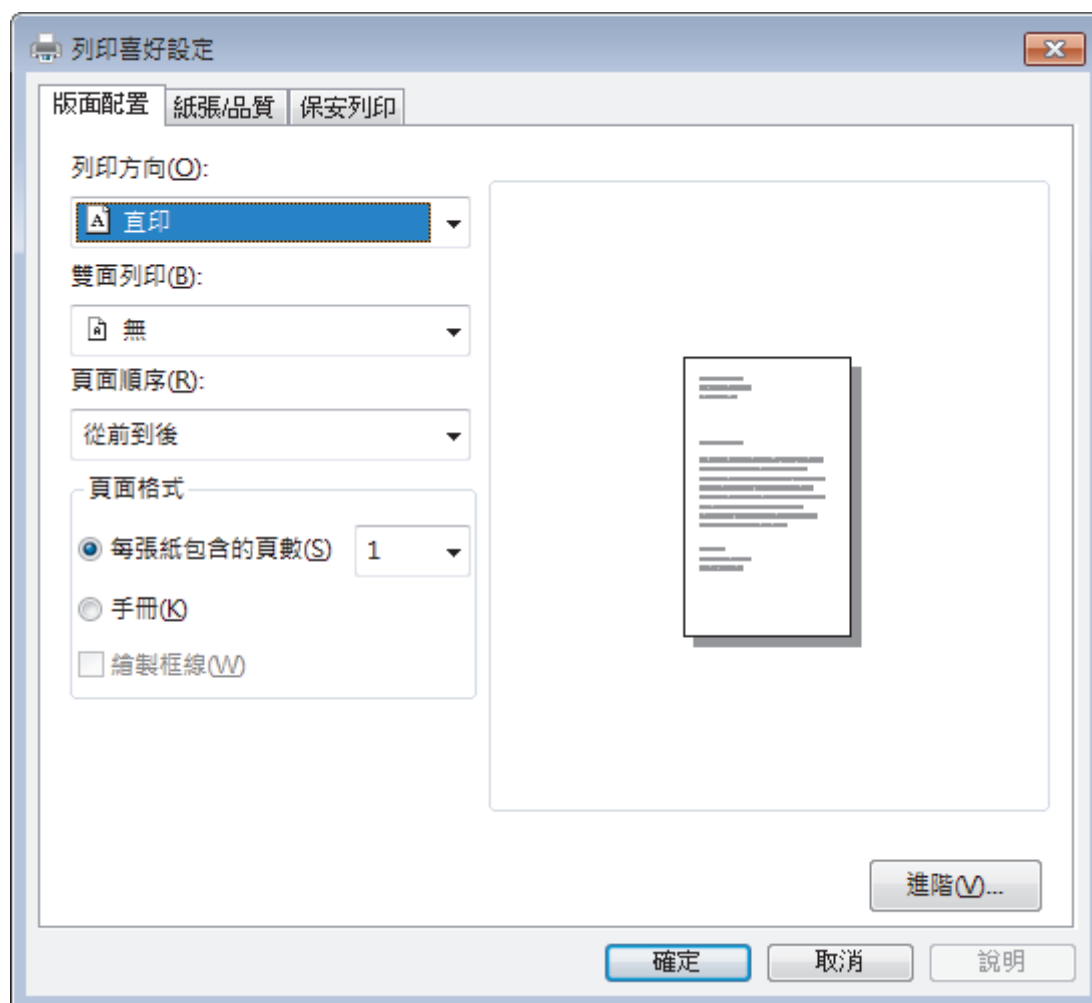 列印喜好設定
版面配置 紙張/品質 保安列印
列印方向(O):
直印
雙面列印(B):
無
頁面順序(R):
從前到後
頁面格式
每張紙包含的頁數(S) 1
手冊(K)
繪製框線(W)
進階(V)...
確定 取消 說明